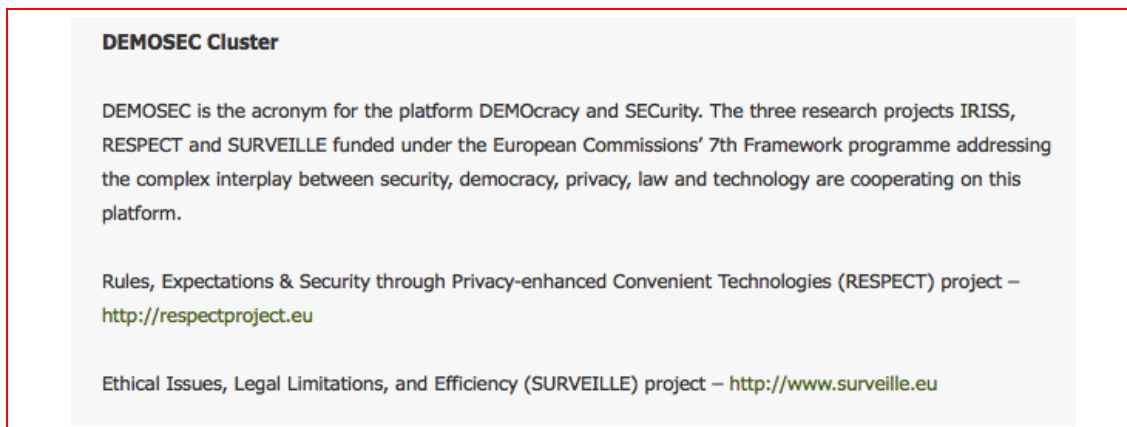 DEMOSEC Cluster
DEMOSEC is the acronym for the platform DEMOcracy and SECurity. The three research projects IRISS,
RESPECT and SURVEILLE funded under the European Commissions’ 7th Framework programme addressing
the complex interplay between security, democracy, privacy, law and technology are cooperating on this
platform.
Rules, Expectations & Security through Privacy-enhanced Convenient Technologies (RESPECT) project –
http://respectproject.eu
Ethical Issues, Legal Limitations, and Efficiency (SURVEILLE) project – http://www.surveille.eu